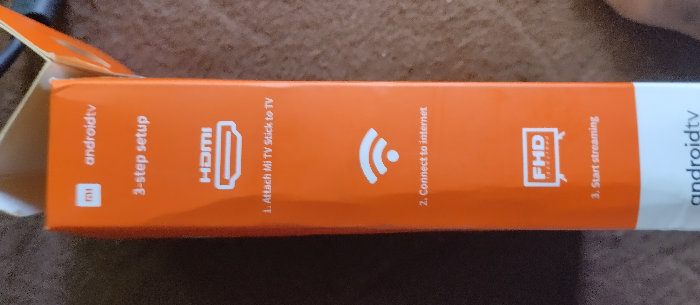 mi androidtv
3-step setup
HDMI
1. Attach Mi TV Stick to TV
2. Connect to internet
FHD
3. Start streaming
androidtv